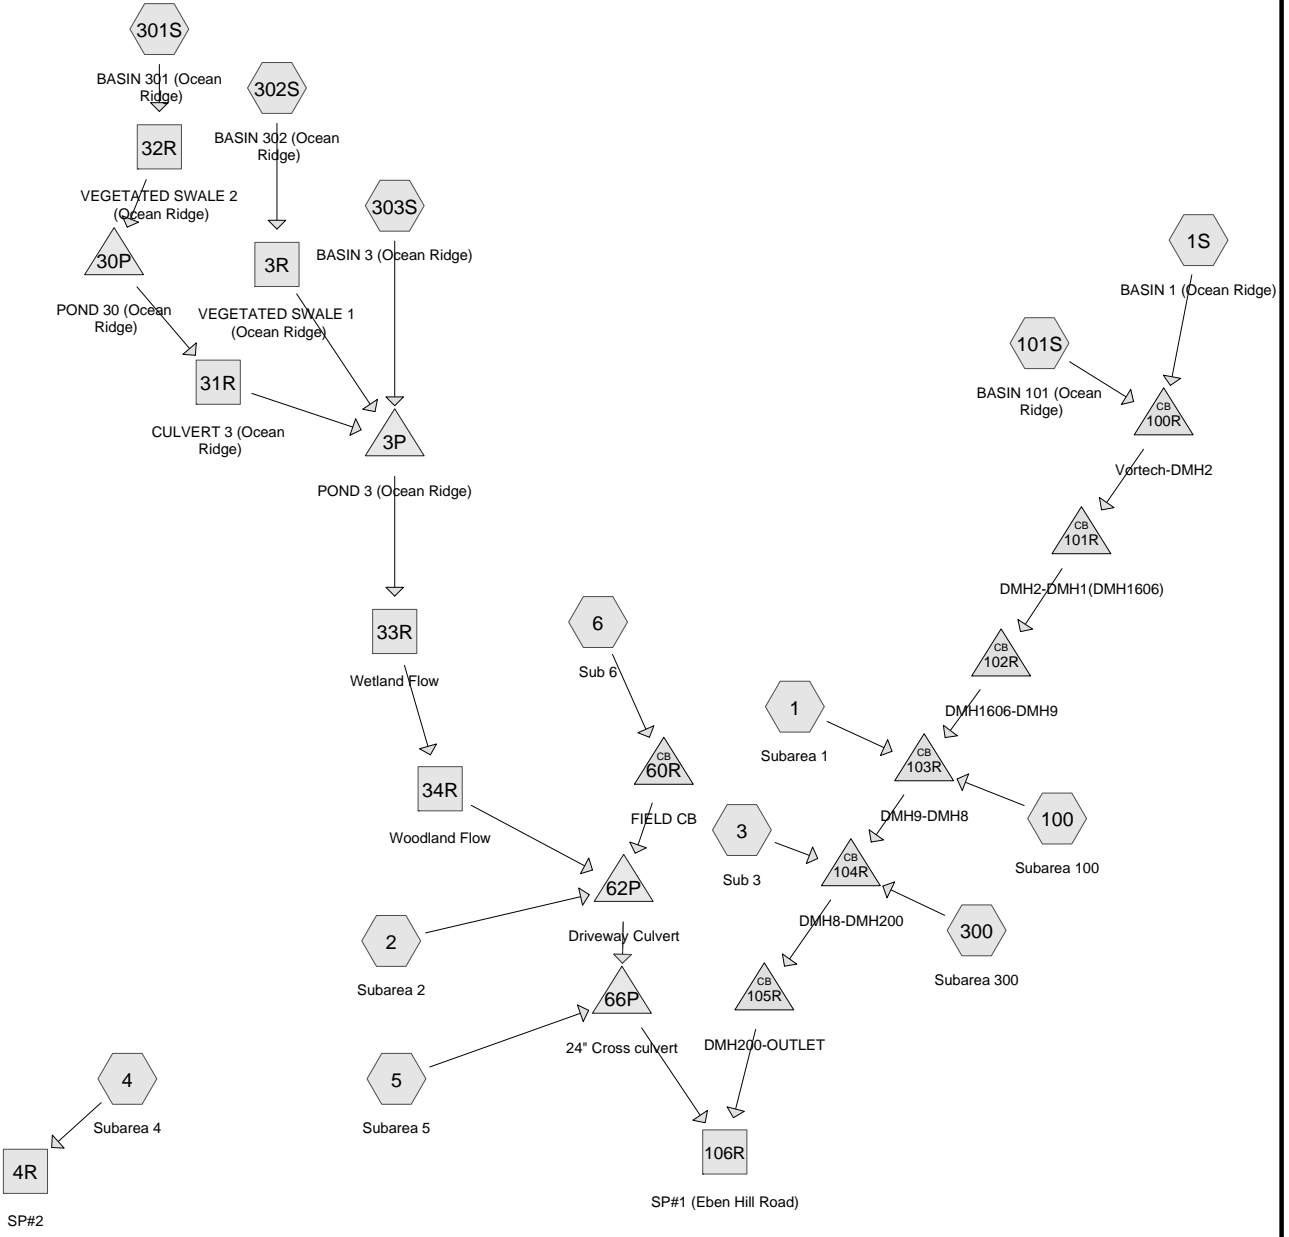 301S
BASIN 301 (Ocean
Ridge)
302S
BASIN 302 (Ocean
Ridge)
32R
VEGETATED SWALE 2
(Ocean Ridge)
303S
BASIN 3 (Ocean Ridge)
30P
POND 30 (Ocean
Ridge)
3R
VEGETATED SWALE 1
(Ocean Ridge)
31R
CULVERT 3 (Ocean
Ridge)
3P
POND 3 (Ocean Ridge)
33R
Wetland Flow
34R
Woodland Flow
1S
BASIN 1 (Ocean Ridge)
101S
BASIN 101 (Ocean
Ridge)
CB
100R
Vortech-DMH2
CB
101R
DMH2-DMH1(DMH1606)
CB
102R
DMH1606-DMH9
6
Sub 6
CB
60R
FIELD CB
1
Subarea 1
CB
103R
DMH9-DMH8
100
Subarea 100
3
Sub 3
CB
104R
DMH8-DMH200
300
Subarea 300
62P
Driveway Culvert
2
Subarea 2
66P
24" Cross culvert
CB
105R
DMH200-OUTLET
5
Subarea 5
106R
SP#1 (Eben Hill Road)
4
Subarea 4
4R
SP#2